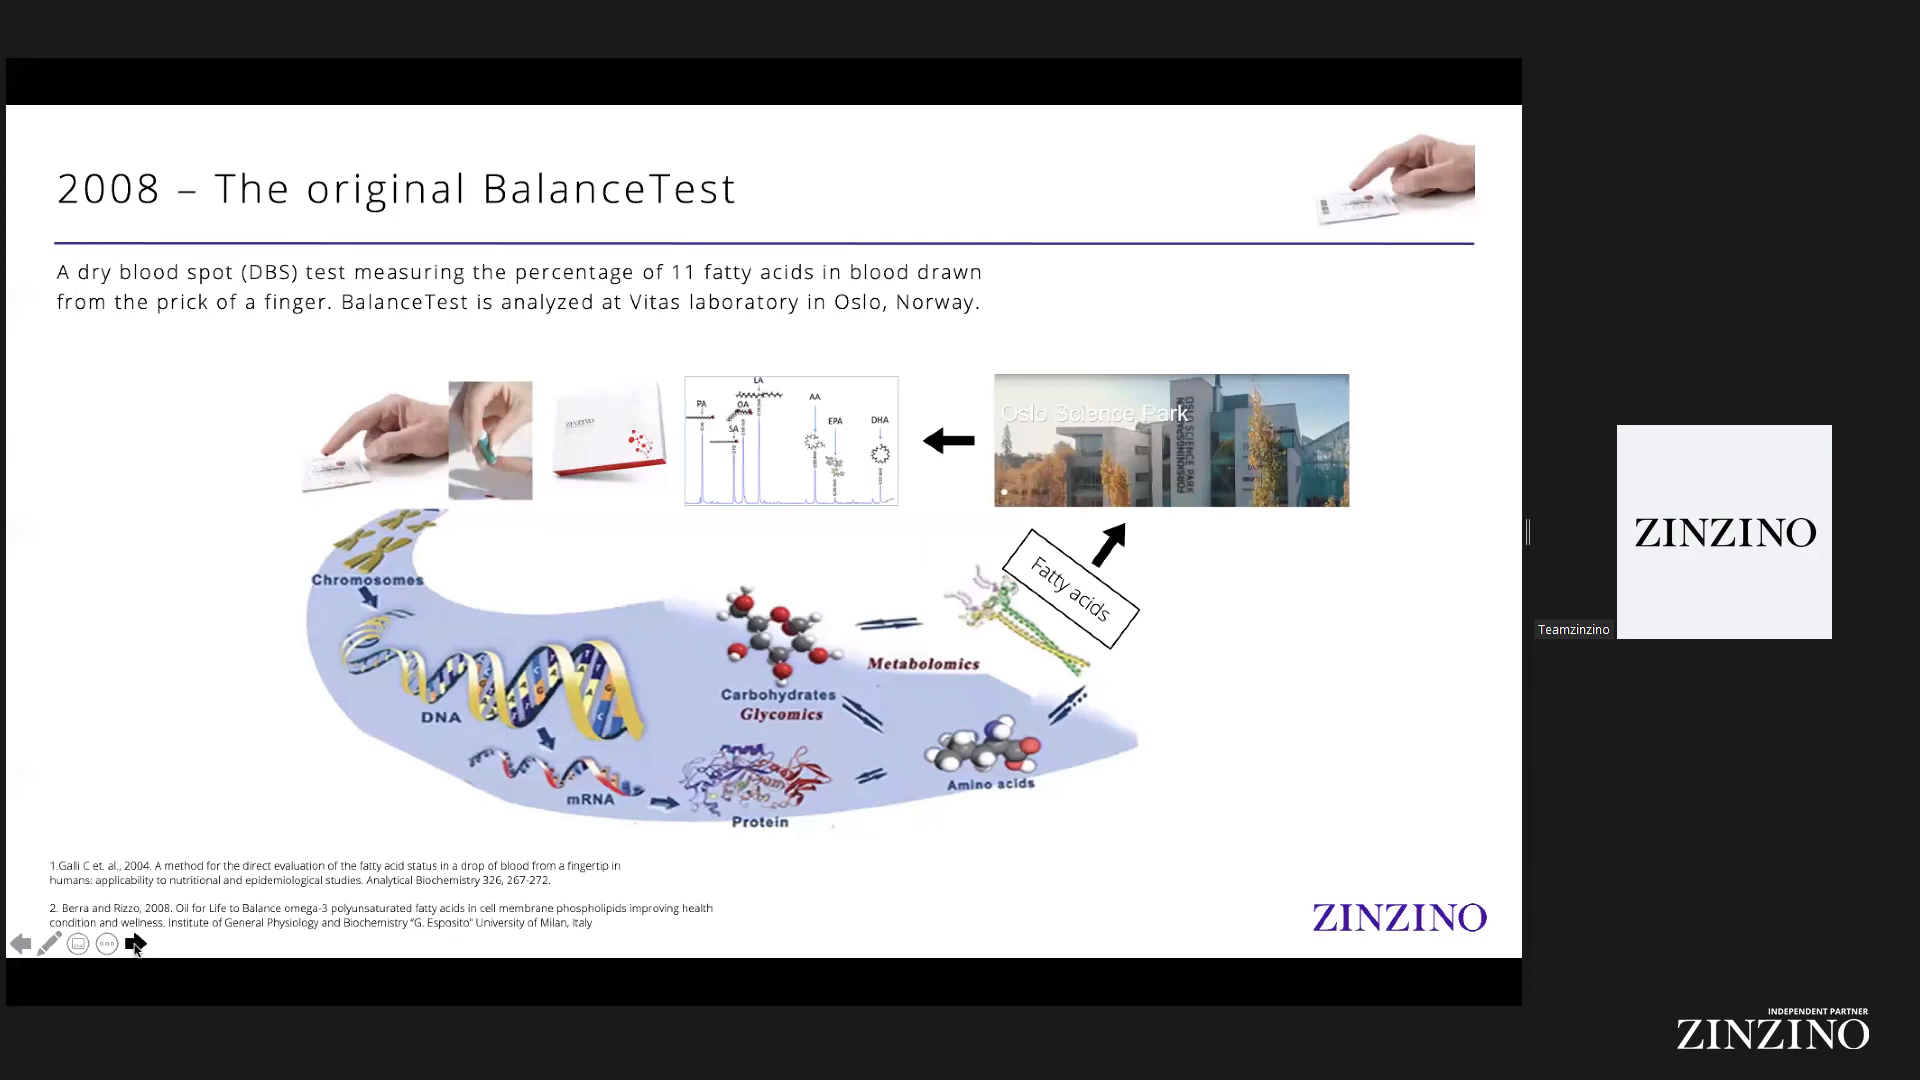 2008 – The original BalanceTest
A dry blood spot (DBS) test measuring the percentage of 11 fatty acids in blood drawn
from the prick of a finger. BalanceTest is analyzed at Vitas laboratory in Oslo, Norway.
ZINZINO
PA
SA
OA
LA
AA
EPA
DHA
Oslo Science Park
OSLO SCIENCE PARK
Fatty acids
Chromosomes
DNA
mRNA
Protein
Carbohydrates
Glycomics
Metabolomics
Amino acids
1.Galli C et. al., 2004. A method for the direct evaluation of the fatty acid status in a drop of blood from a fingertip in
humans: applicability to nutritional and epidemiological studies. Analytical Biochemistry 326, 267-272.
2. Berra and Rizzo, 2008. Oil for Life to Balance omega-3 polyunsaturated fatty acids in cell membrane phospholipids improving health
condition and wellness. Institute of General Physiology and Biochemistry “G. Esposito" University of Milan, Italy
ZINZINO
ZINZINO
Teamzinzino
INDEPENDENT PARTNER
ZINZINO